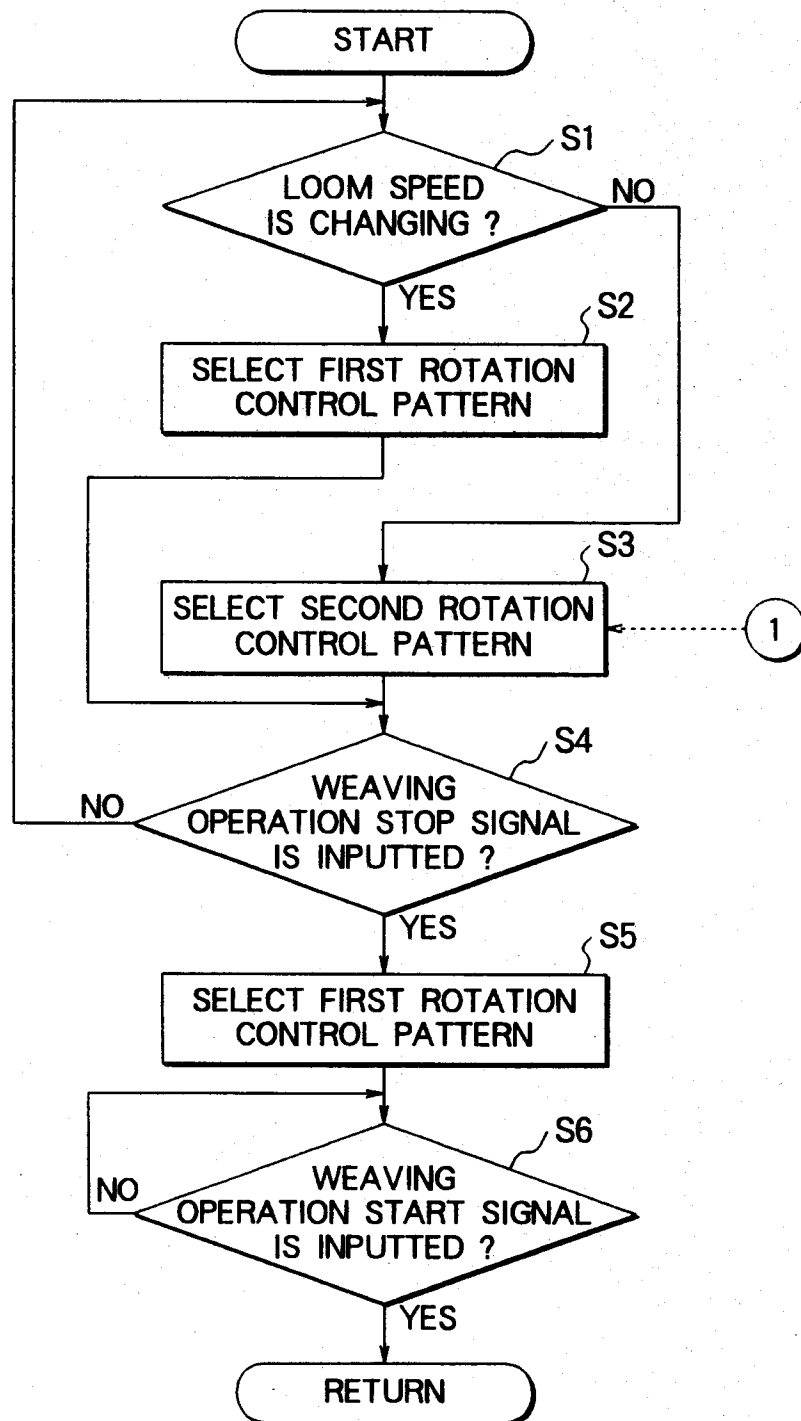 START
S1
LOOM SPEED
IS CHANGING ?
NO
YES
S2
SELECT FIRST ROTATION
CONTROL PATTERN
S3
SELECT SECOND ROTATION
CONTROL PATTERN
1
S4
WEAVING
OPERATION STOP SIGNAL
IS INPUTTED ?
NO
YES
S5
SELECT FIRST ROTATION
CONTROL PATTERN
S6
WEAVING
OPERATION START SIGNAL
IS INPUTTED ?
NO
YES
RETURN